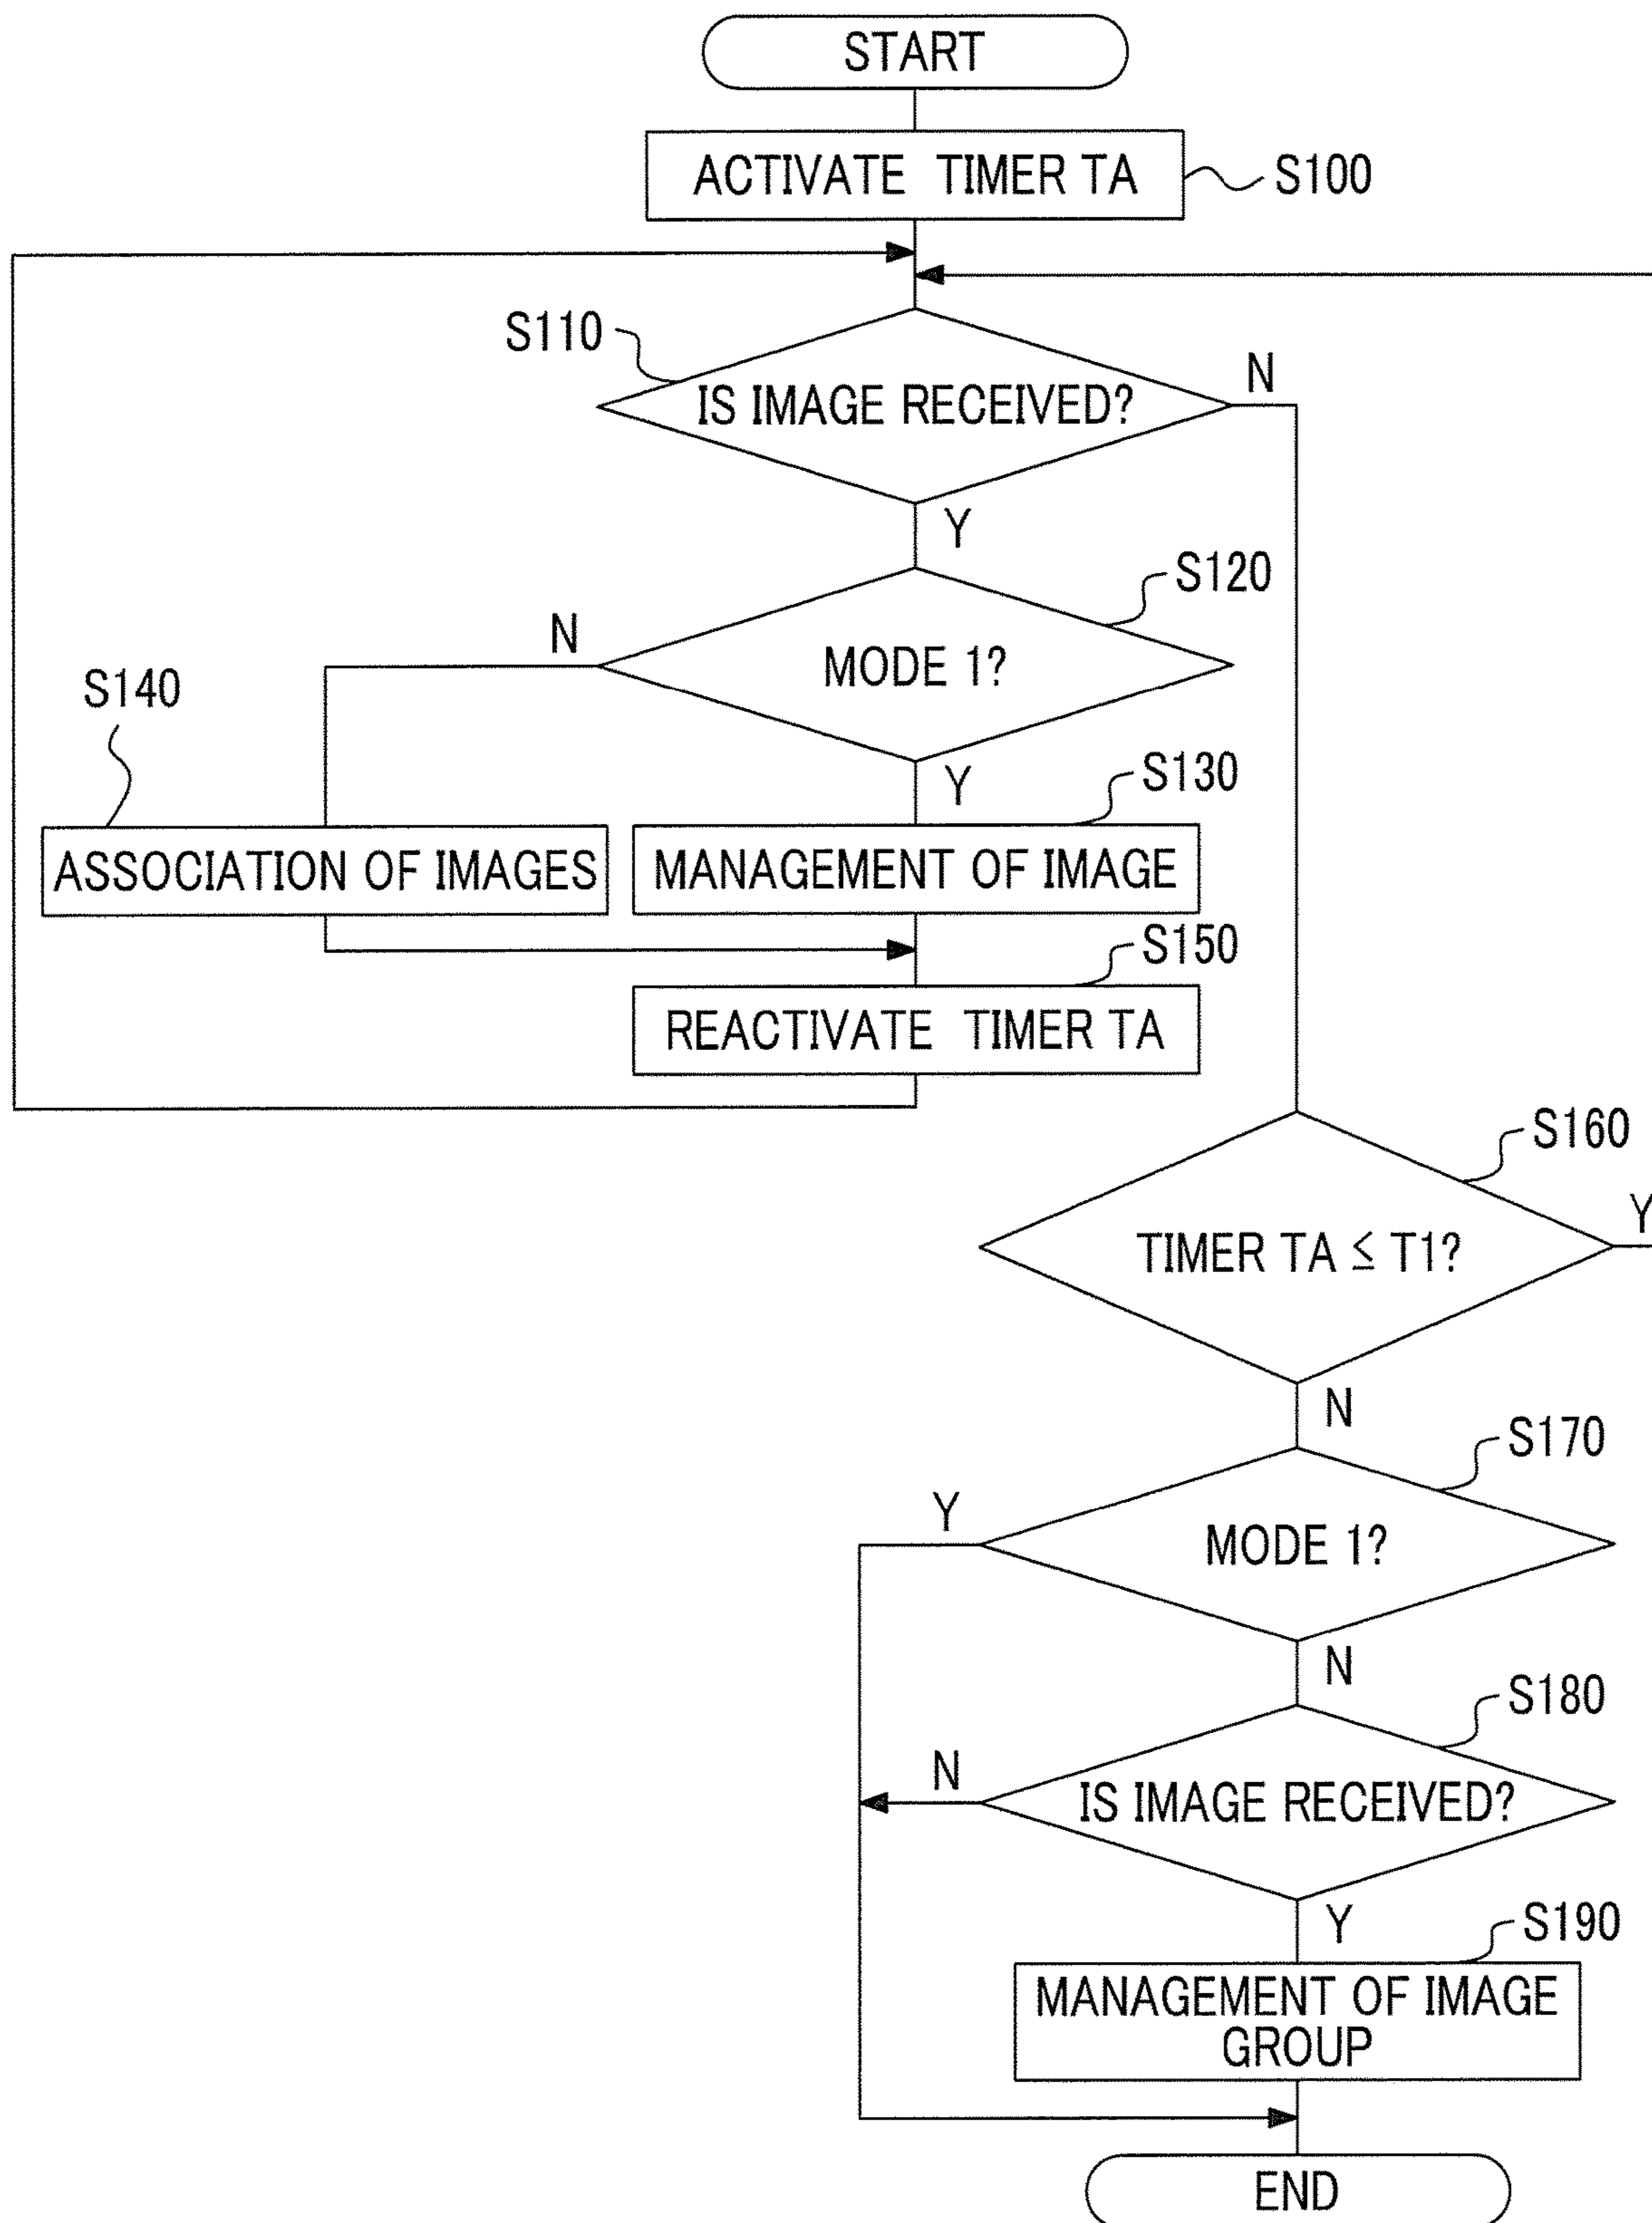 START
ACTIVATE TIMER TA
S100
S110
IS IMAGE RECEIVED?
N
Y
S120
N
MODE 1?
S140
Y
S130
ASSOCIATION OF IMAGES
MANAGEMENT OF IMAGE
S150
REACTIVATE TIMER TA
S160
Y
TIMER TA ≤ T1?
N
S170
Y
MODE 1?
N
S180
N
IS IMAGE RECEIVED?
Y
S190
MANAGEMENT OF IMAGE
GROUP
END